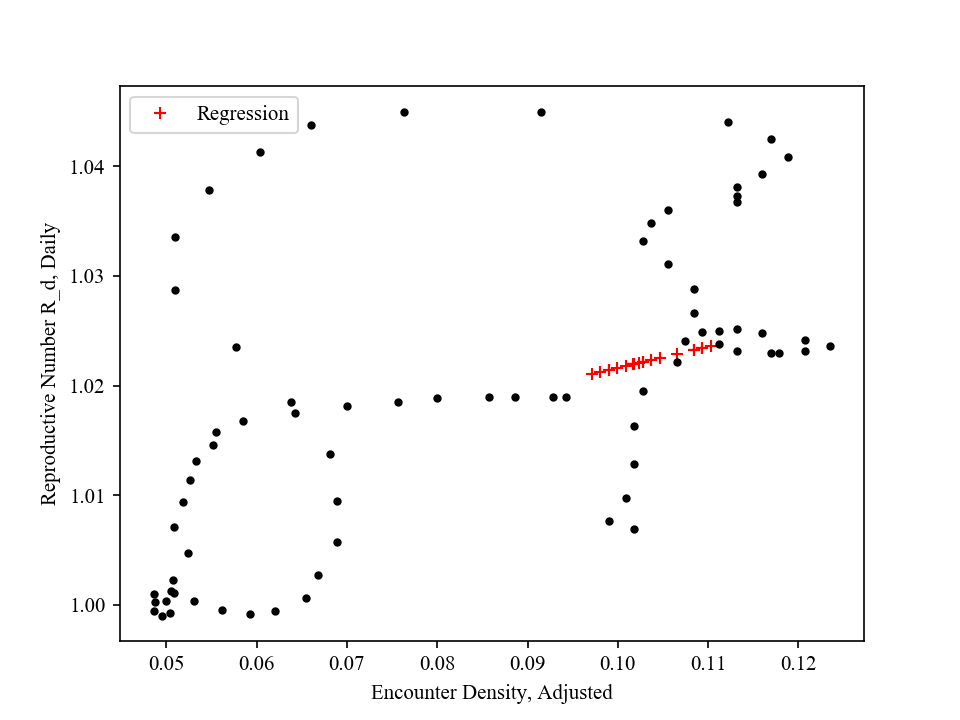 Regression
1.04
1.03
1.02
1.01
1.00
Reproductive Number R_d, Daily
0.05 0.06 0.07 0.08 0.09 0.10 0.11 0.12
Encounter Density, Adjusted